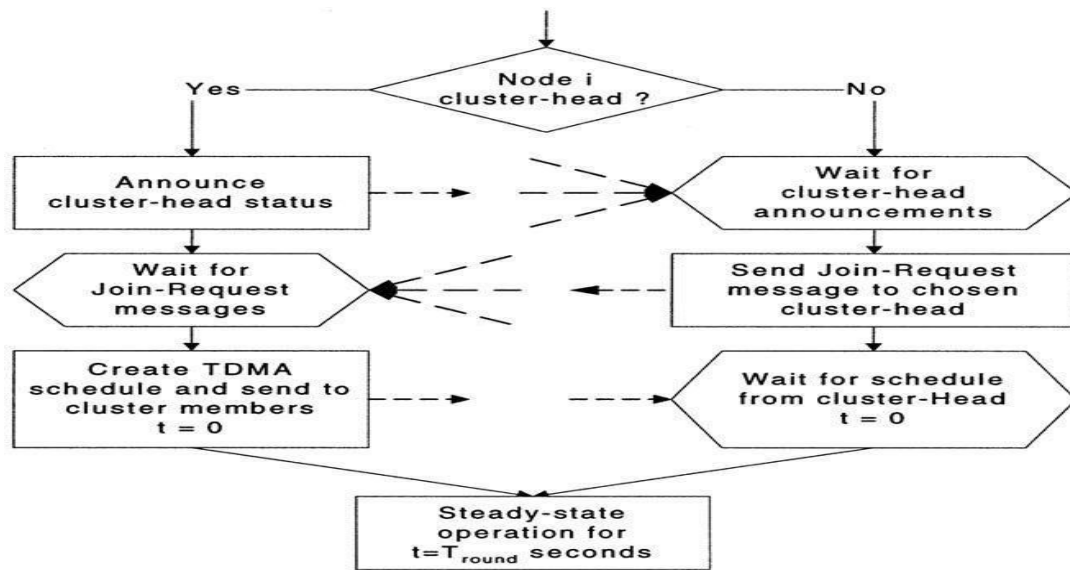 Node i
cluster-head ?
Yes
No
Announce
cluster-head status
Wait for
cluster-head
announcements
Wait for
Join-Request
messages
Send Join-Request
message to chosen
cluster-head
Create TDMA
schedule and send to
cluster members
t = 0
Wait for schedule
from cluster-Head
t = 0
Steady-state
operation for
t=Tround seconds